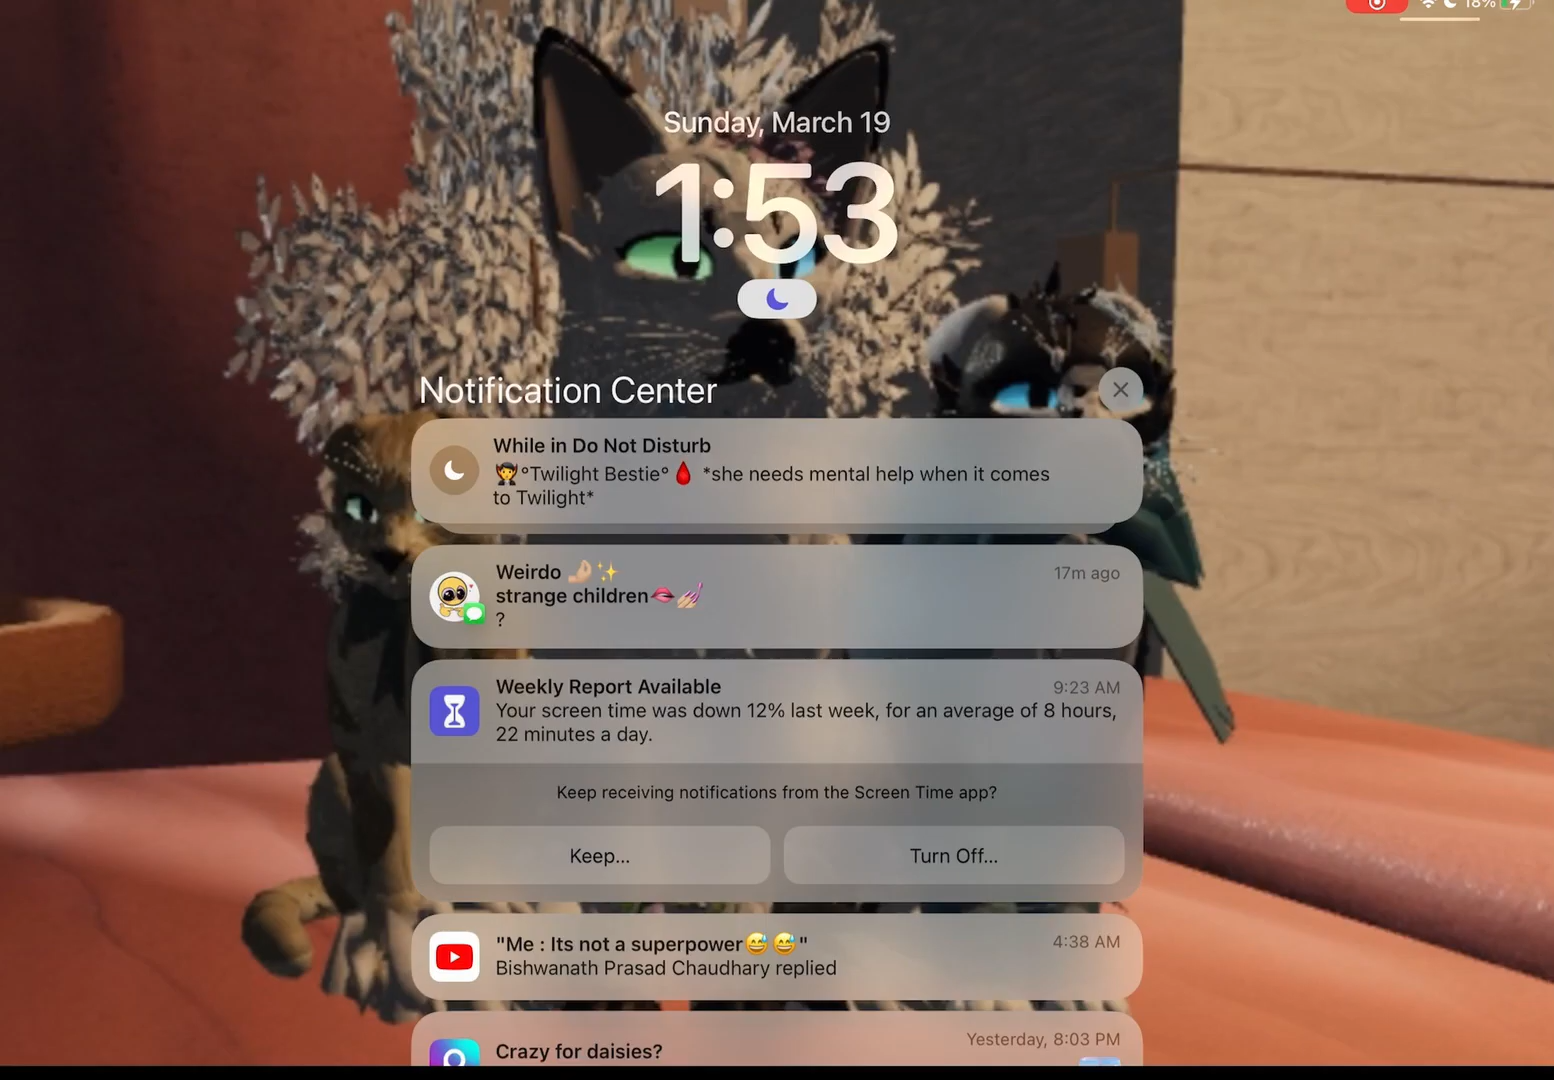 18%
Sunday, March 19
1:53
Notification Center
While in Do Not Disturb
🧛°Twilight Bestie°🩸 *she needs mental help when it comes
to Twilight*
Weirdo 🤌🏼✨
17m ago
strange children🫦💅🏼
?
Weekly Report Available
9:23 AM
Your screen time was down 12% last week, for an average of 8 hours,
22 minutes a day.
Keep receiving notifications from the Screen Time app?
Keep...
Turn Off...
"Me : Its not a superpower😅 😅"
4:38 AM
Bishwanath Prasad Chaudhary replied
Yesterday, 8:03 PM
Crazy for daisies?